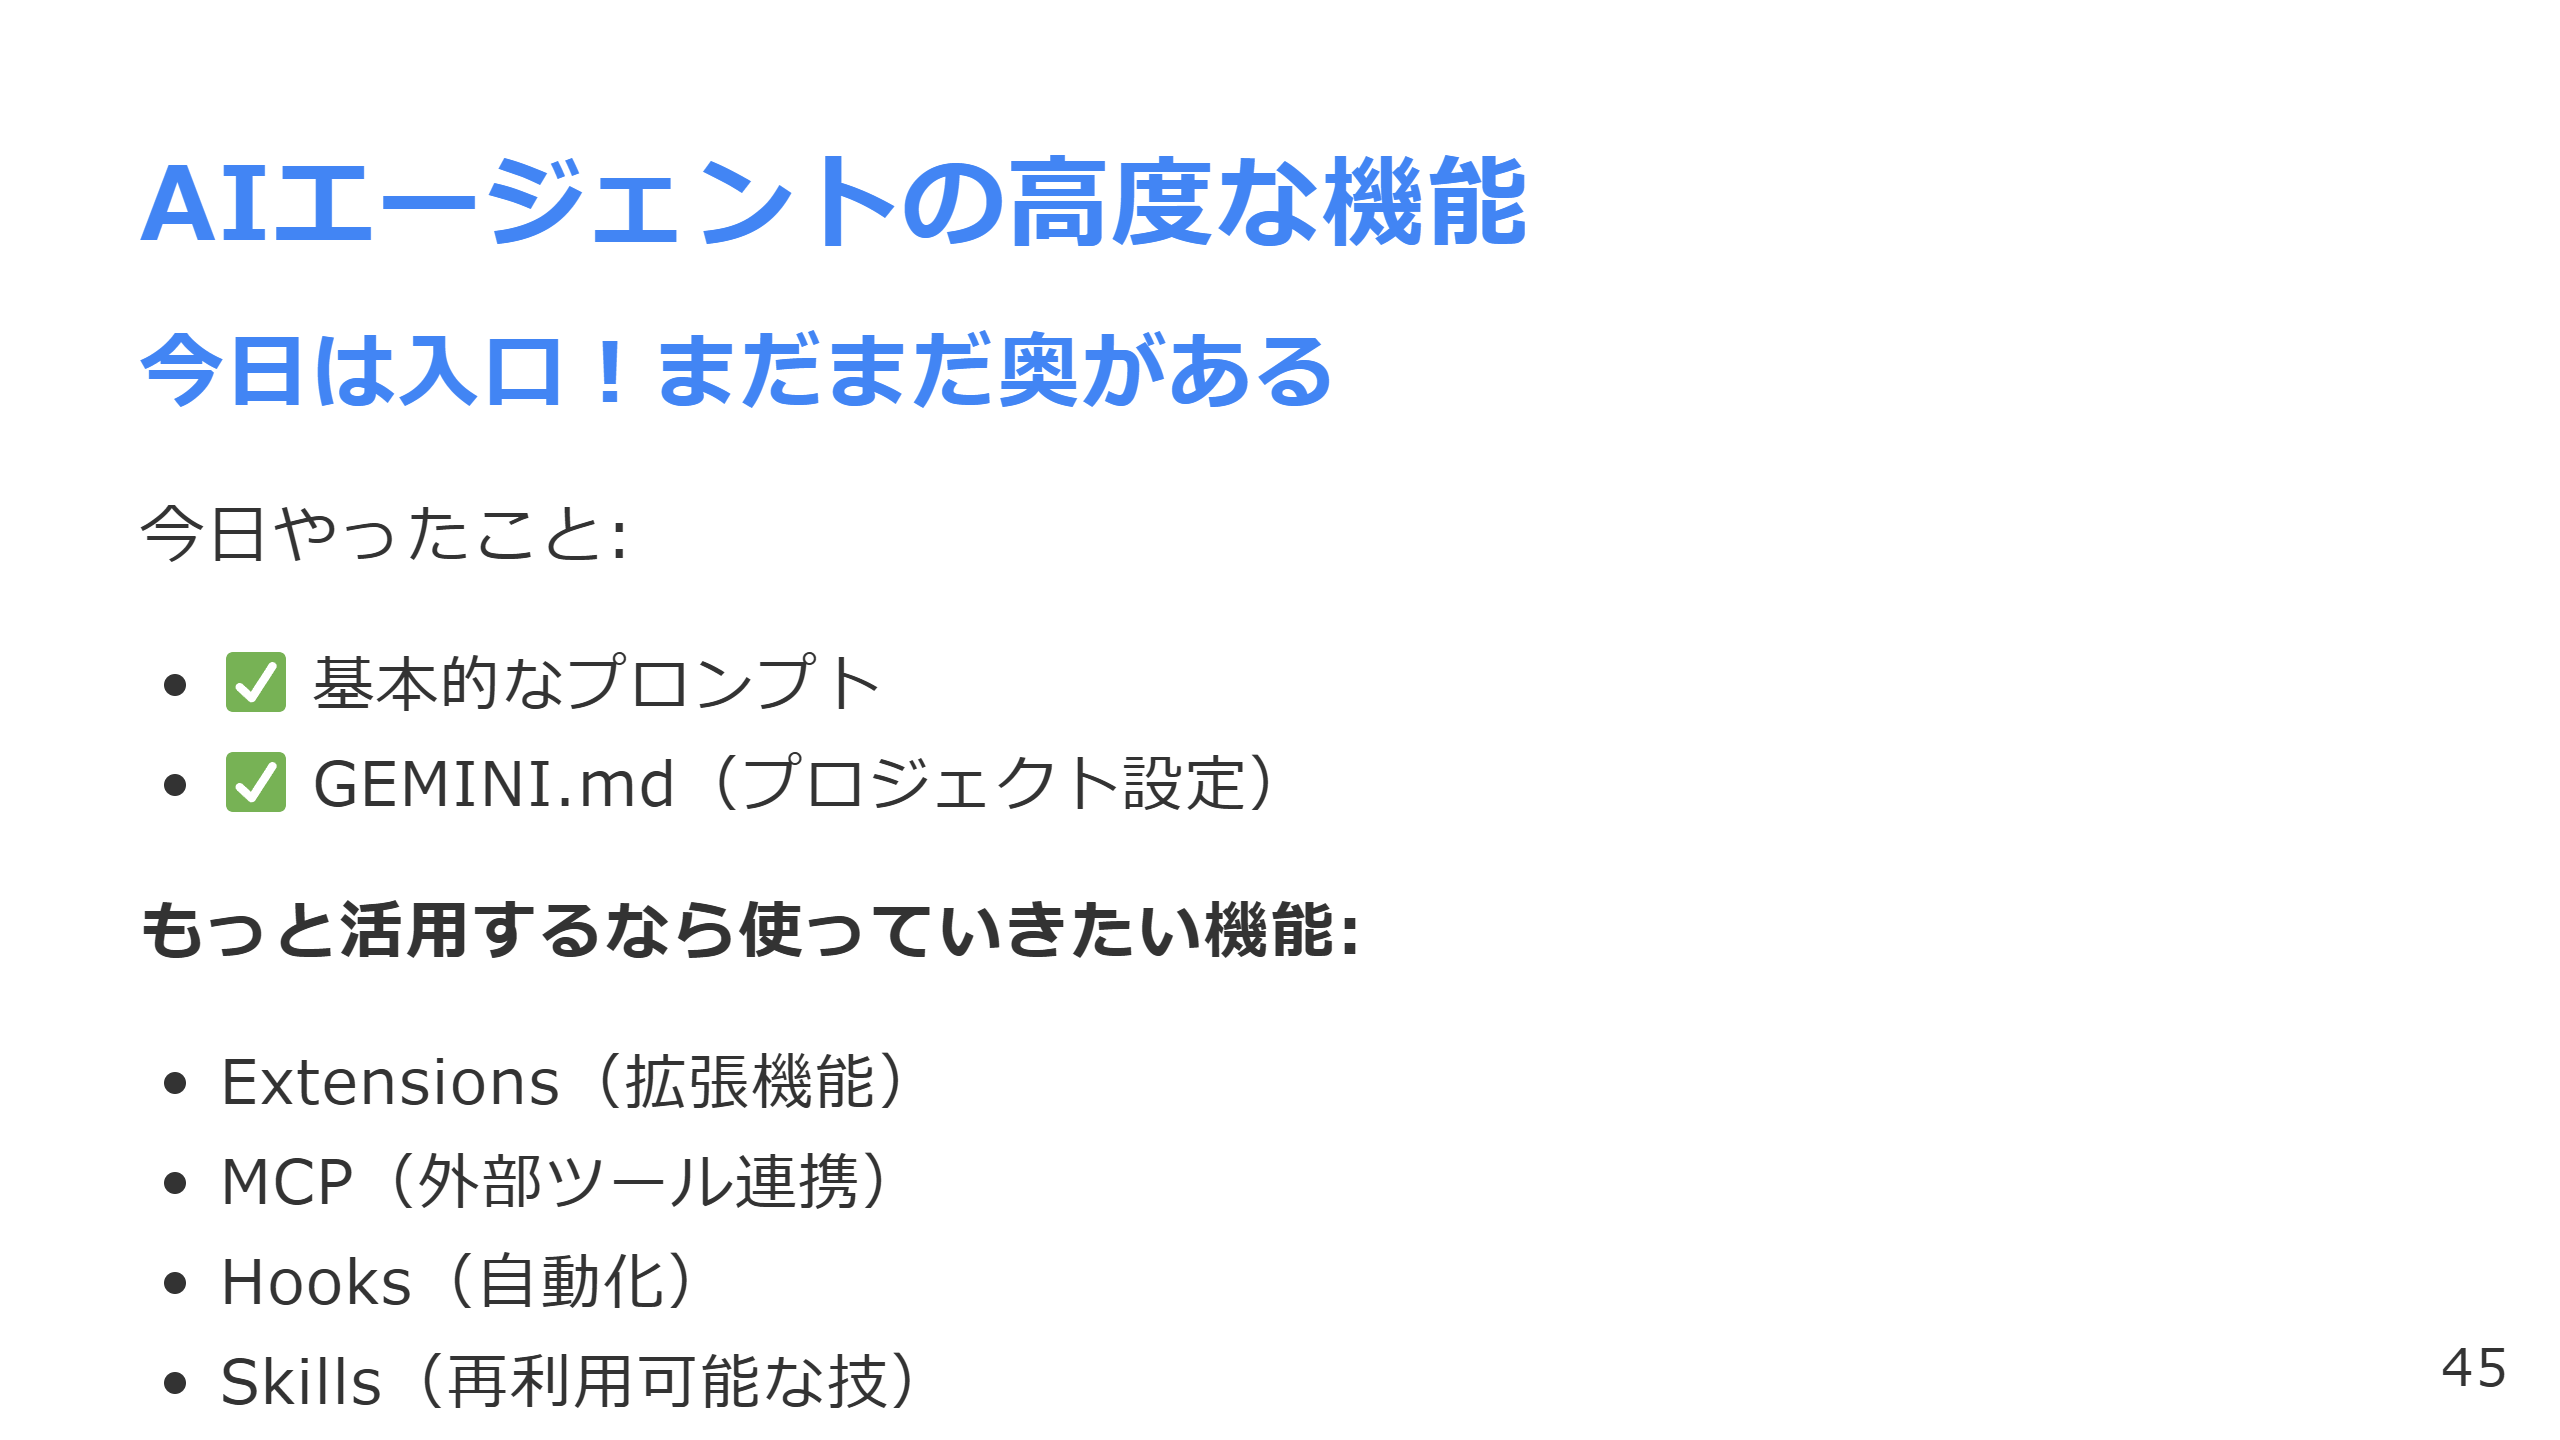 AIエージェントの高度な機能
今日は入口！まだまだ奥がある
今日やったこと:
• ✅ 基本的なプロンプト
• ✅ GEMINI.md（プロジェクト設定）
もっと活用するなら使っていきたい機能:
• Extensions（拡張機能）
• MCP（外部ツール連携）
• Hooks（自動化）
• Skills（再利用可能な技）
45